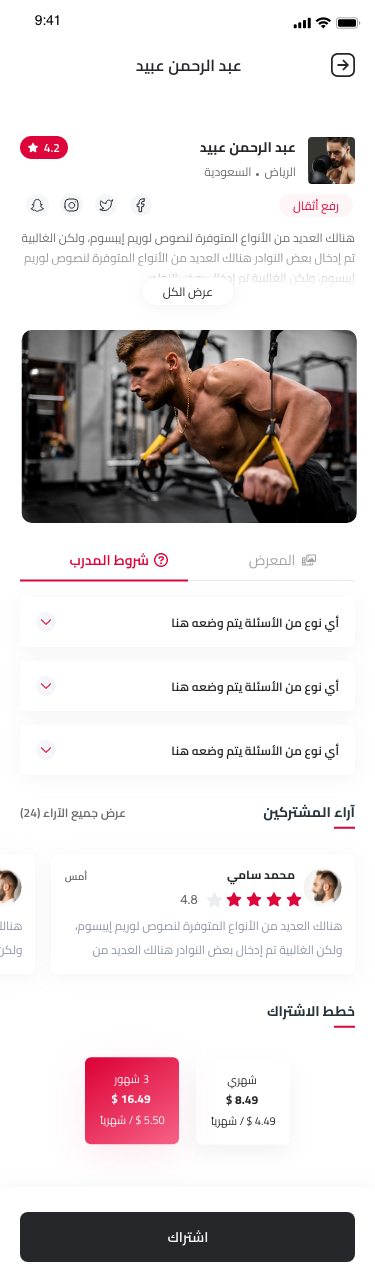 9:41
عبد الرحمن عبيد
عبد الرحمن عبيد
4.2
الرياض • السعودية
رفع أثقال
هنالك العديد من الأنواع المتوفرة لنصوص لوريم إيبسوم، ولكن الغالبية
تم إدخال بعض النوادر هنالك العديد من الأنواع المتوفرة لنصوص لوريم
إيبسوم، ولكن الغالبية تم إدخال بعض النوادر
عرض الكل
المعرض
شروط المدرب
أي نوع من الأسئلة يتم وضعه هنا
أي نوع من الأسئلة يتم وضعه هنا
أي نوع من الأسئلة يتم وضعه هنا
آراء المشتركين
عرض جميع الآراء (24)
محمد سامي
أمس
4.8
هنالك العديد من الأنواع المتوفرة لنصوص لوريم إيبسوم،
ولكن الغالبية تم إدخال بعض النوادر هنالك العديد من
هنالك
ولكن
خطط الاشتراك
شهري
8.49 $
4.49 $ / شهرياً
3 شهور
16.49 $
5.50 $ / شهرياً
اشتراك